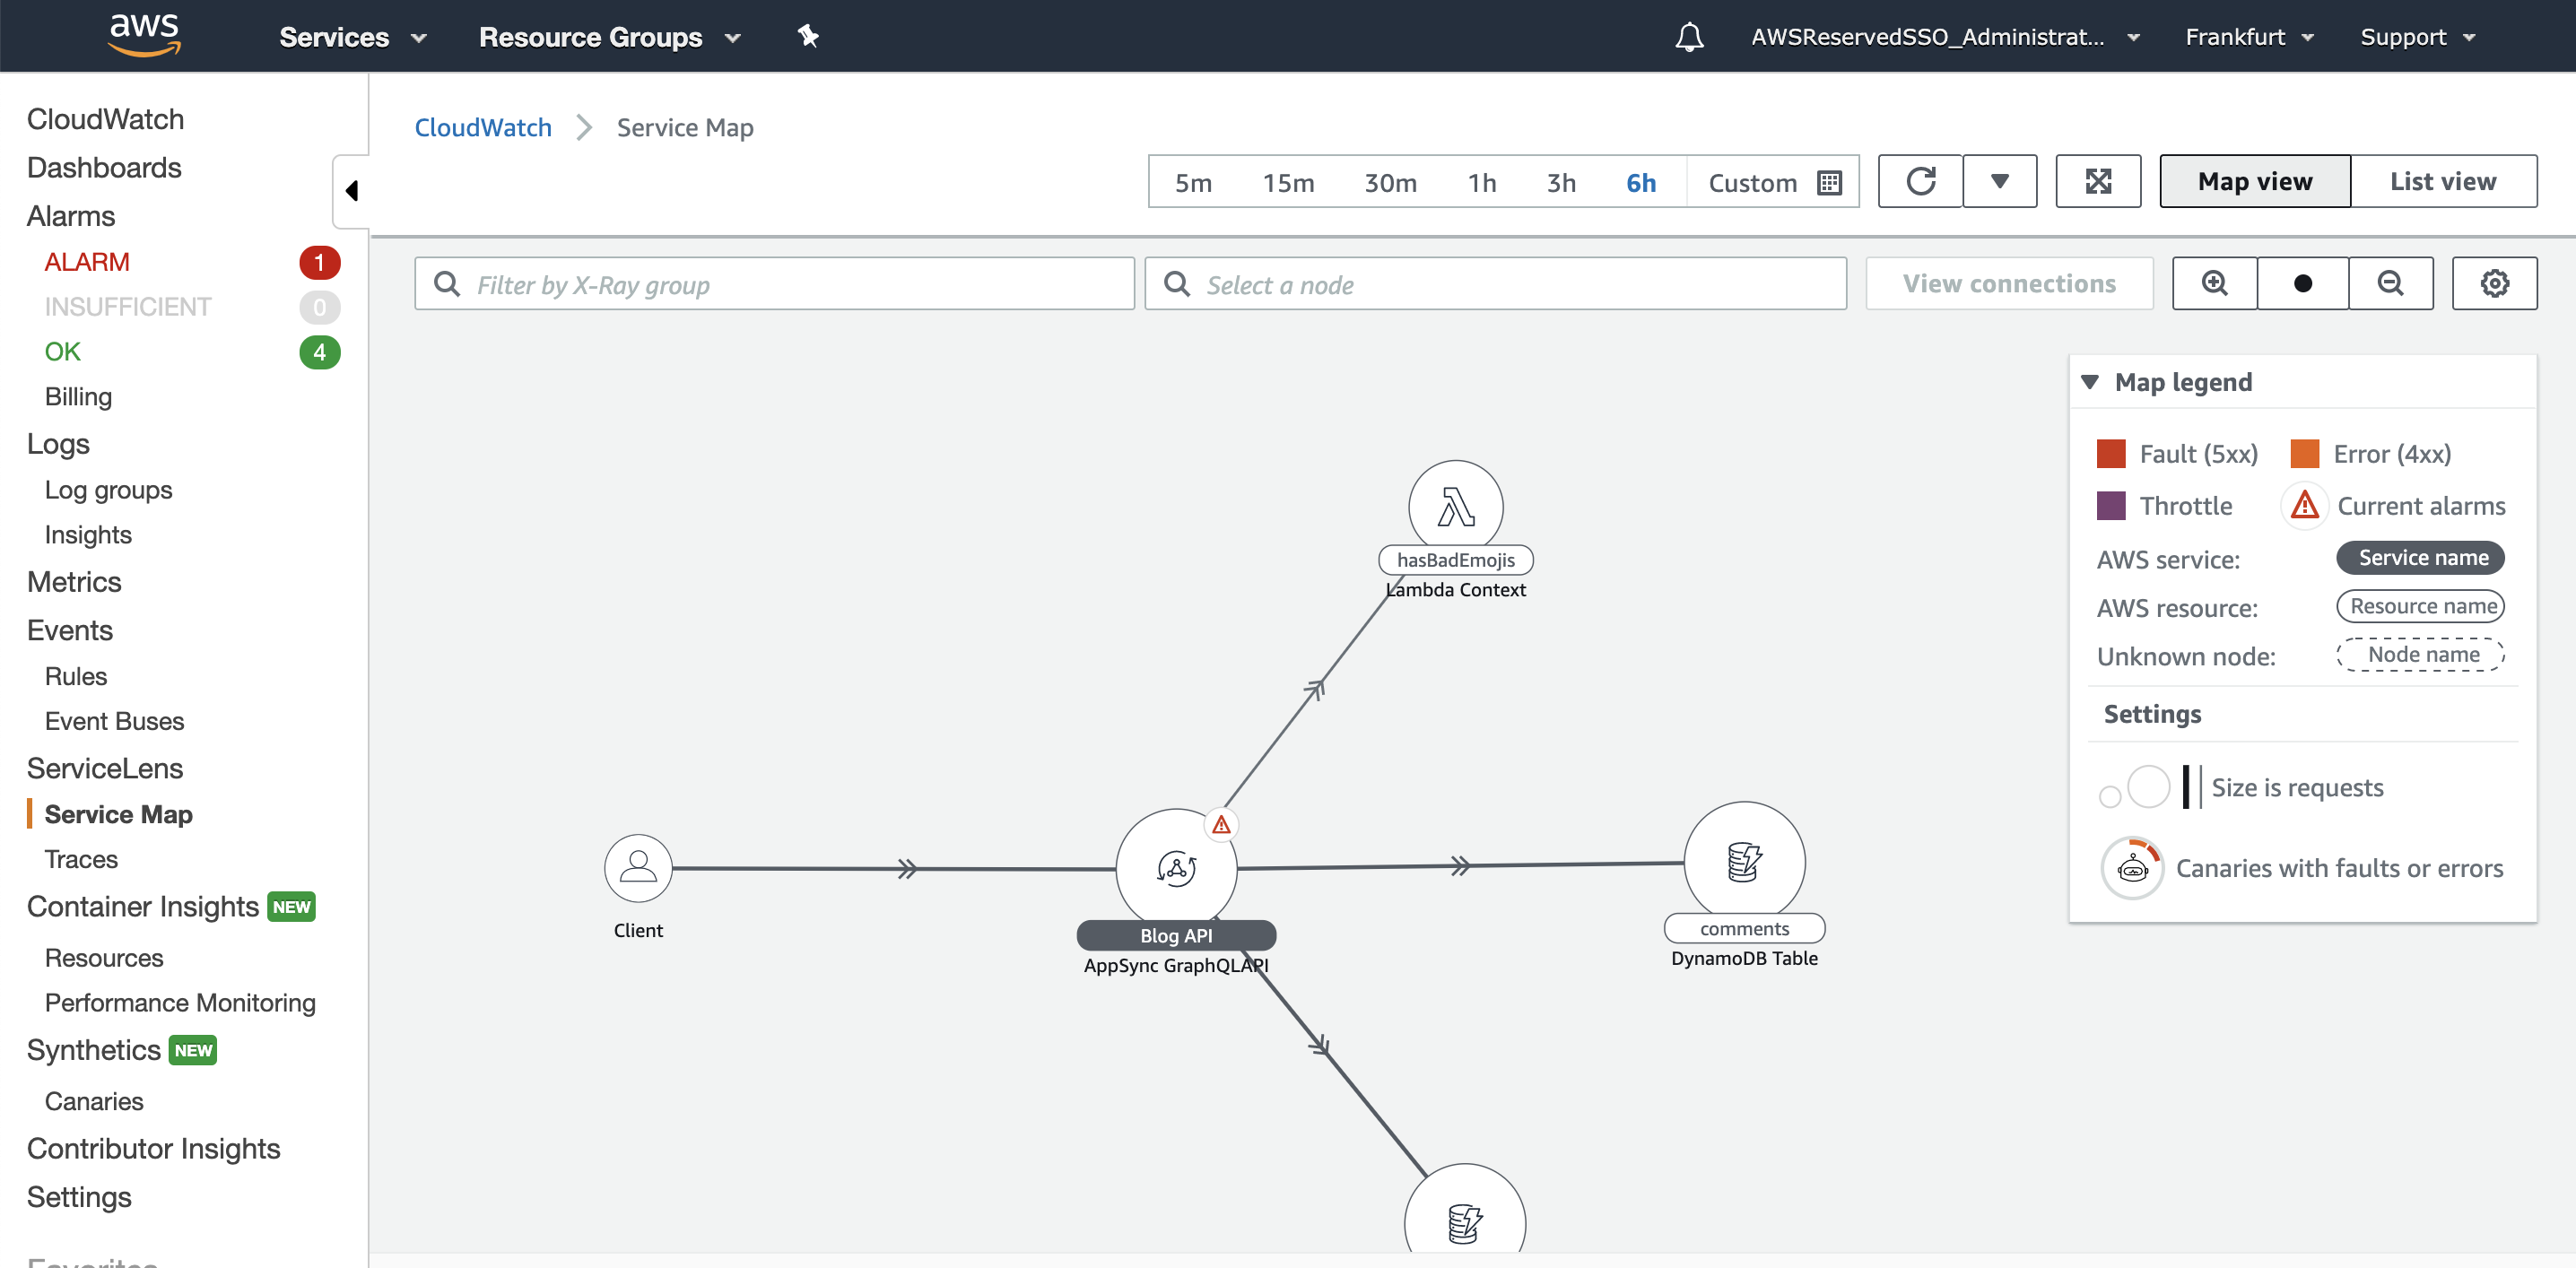 aws
Services
Resource Groups
AWSReservedSSO_Administrat...
Frankfurt
Support
CloudWatch
Dashboards
Alarms
ALARM 1
INSUFFICIENT 0
OK 4
Billing
Logs
Log groups
Insights
Metrics
Events
Rules
Event Buses
ServiceLens
Service Map
Traces
Container Insights NEW
Resources
Performance Monitoring
Synthetics NEW
Canaries
Contributor Insights
Settings
Favorites
CloudWatch
Service Map
5m
15m
30m
1h
3h
6h
Custom
Map view
List view
Filter by X-Ray group
Select a node
View connections
Map legend
Fault (5xx)
Error (4xx)
Throttle
Current alarms
AWS service:
Service name
AWS resource:
Resource name
Unknown node:
Node name
Settings
Size is requests
Canaries with faults or errors
hasBadEmojis
Lambda Context
Client
Blog API
AppSync GraphQLAPI
comments
DynamoDB Table